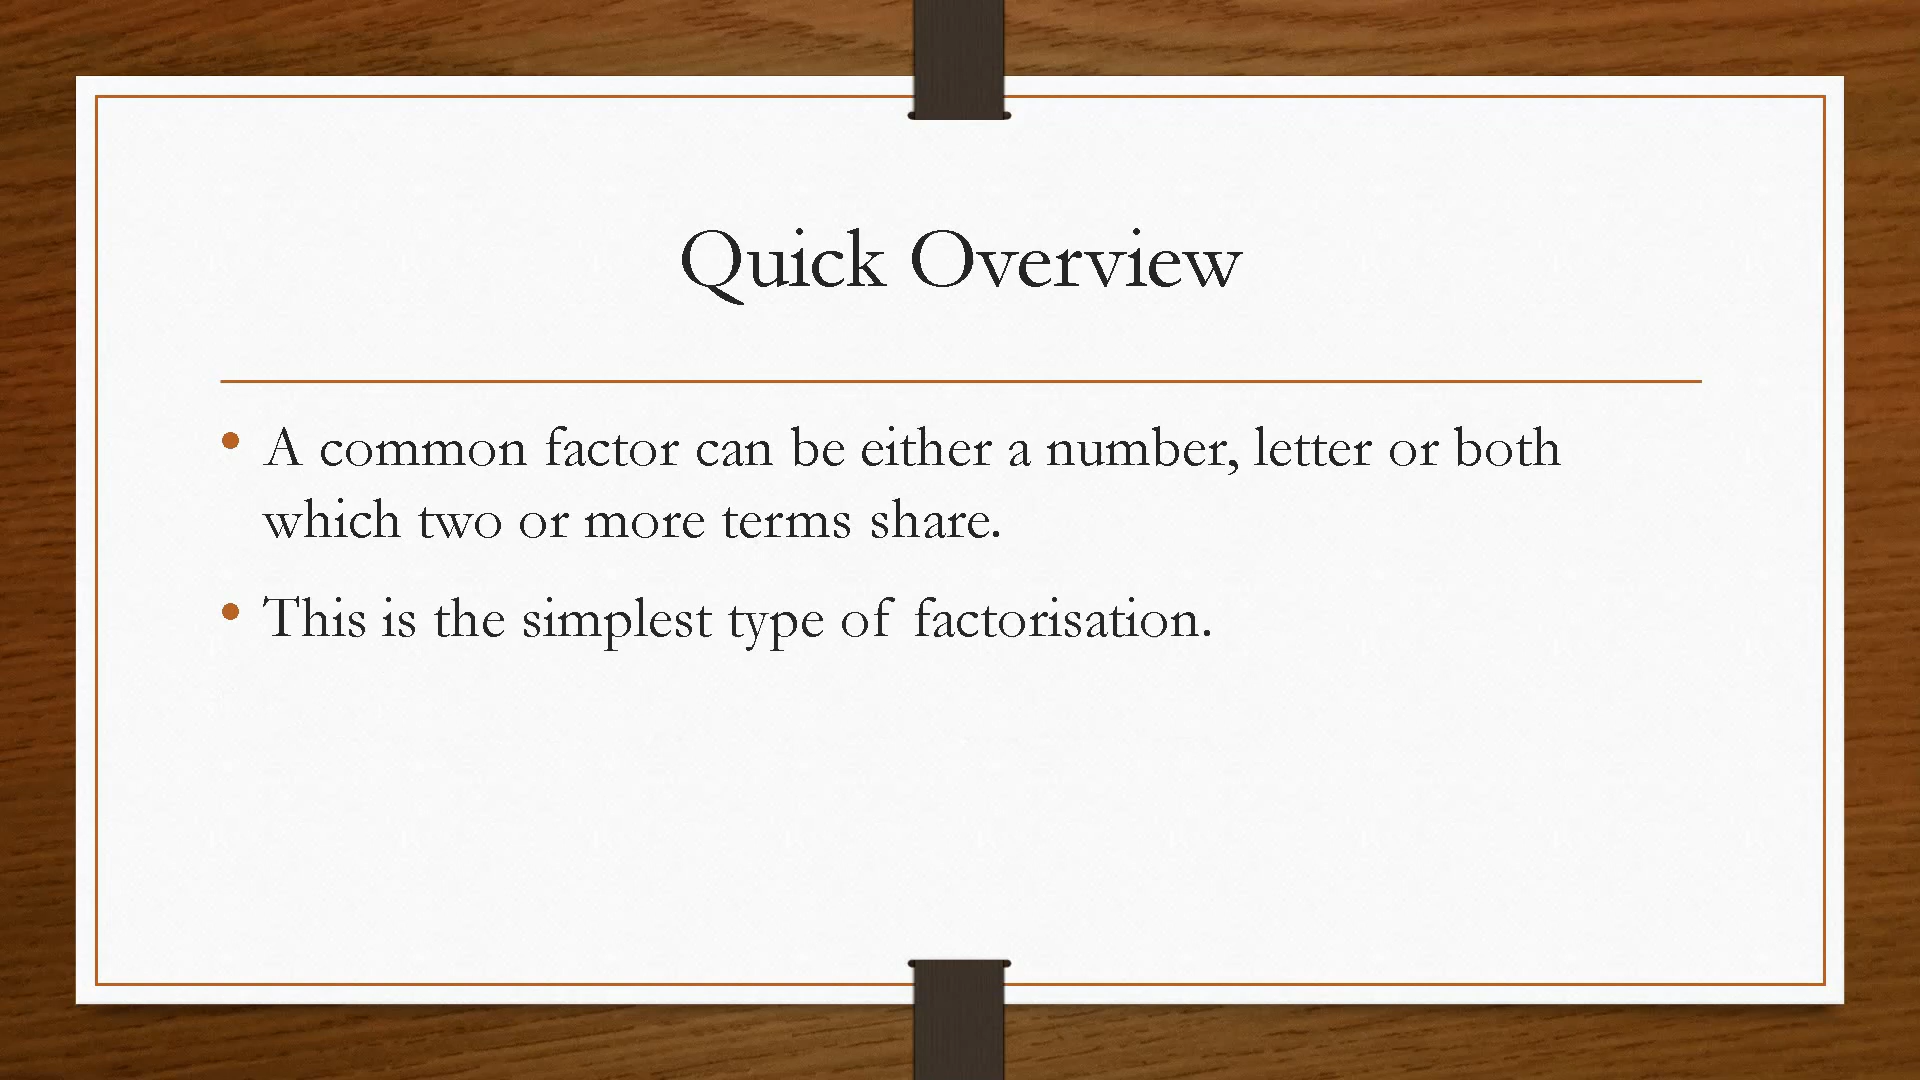 Quick Overview
• A common factor can be either a number, letter or both
which two or more terms share.
• This is the simplest type of factorisation.